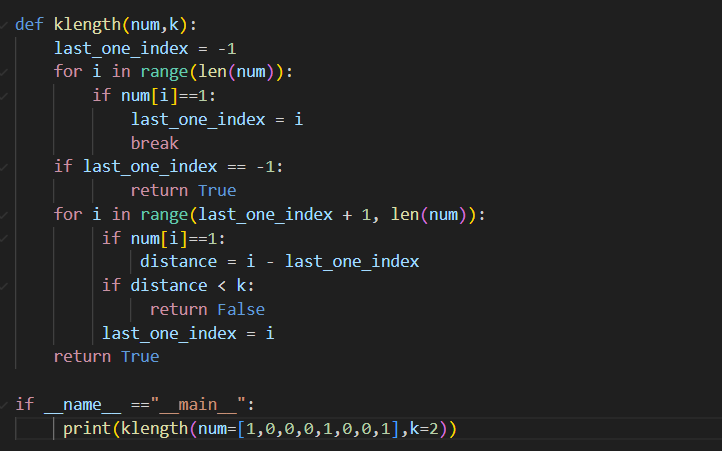 def klength(num,k):
    last_one_index = -1
    for i in range(len(num)):
        if num[i]==1:
            last_one_index = i
            break
    if last_one_index == -1:
            return True
    for i in range(last_one_index + 1, len(num)):
         if num[i]==1:
             distance = i - last_one_index
         if distance < k:
              return False
         last_one_index = i
    return True

if __name__ =="__main__":
     print(klength(num=[1,0,0,0,1,0,0,1],k=2))